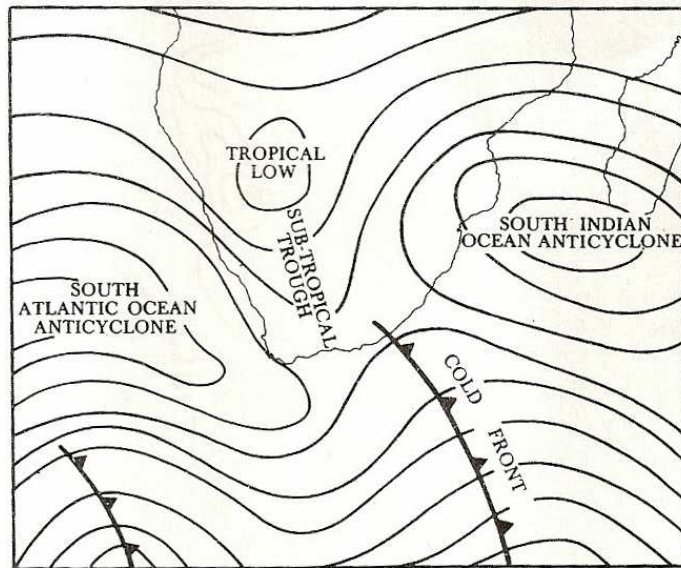 TROPICAL
LOW
SUB-TROPICAL
TROUGH
SOUTH INDIAN
OCEAN ANTICYCLONE
SOUTH
ATLANTIC OCEAN
ANTICYCLONE
COLD FRONT